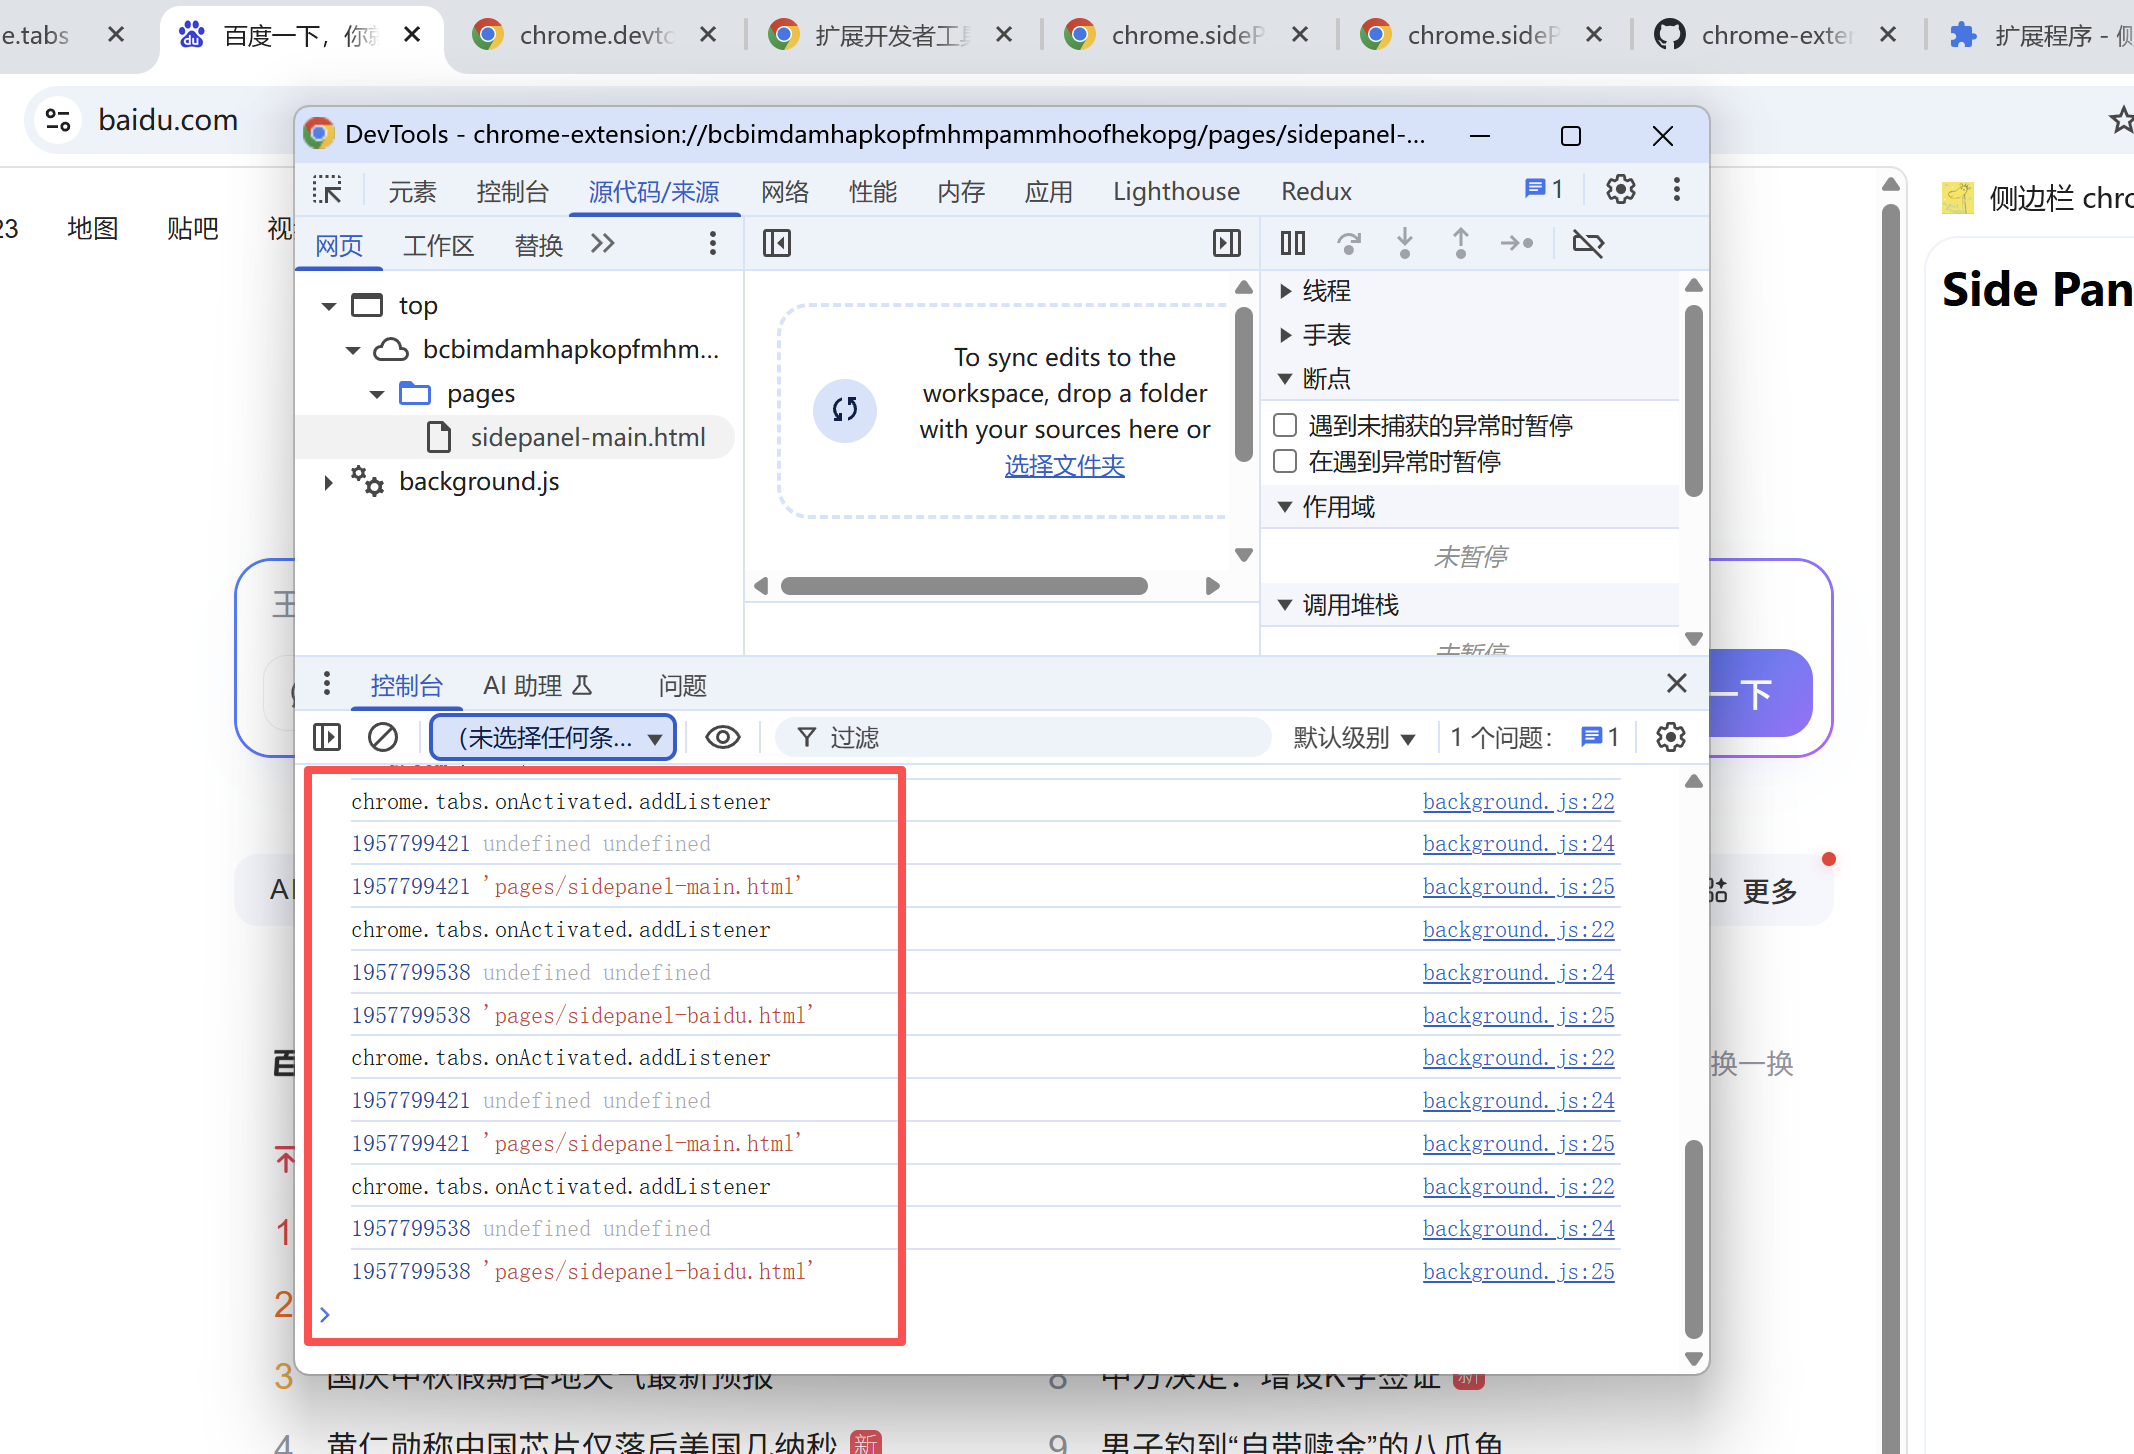 e.tabs
百度一下，你就
chrome.devto
扩展开发者工具
chrome.sideP
chrome.sideP
chrome-exter
扩展程序 - 侧
baidu.com
DevTools - chrome-extension://bcbimdamhapkopfmhmpammhoofhekopg/pages/sidepanel-...
元素 控制台 源代码/来源 网络 性能 内存 应用 Lighthouse Redux 1
23 地图 贴吧 视
侧边栏 chro
网页 工作区 替换
Side Pan
top
bcbimdamhapkopfmhm...
pages
sidepanel-main.html
background.js
To sync edits to the
workspace, drop a folder
with your sources here or
选择文件夹
线程
手表
断点
遇到未捕获的异常时暂停
在遇到异常时暂停
作用域
未暂停
调用堆栈
未暂停
王
一下
控制台 AI 助理 问题
（未选择任何条... 过滤 默认级别 1 个问题： 1
chrome.tabs.onActivated.addListener background.js:22
1957799421 undefined undefined background.js:24
1957799421 'pages/sidepanel-main.html' background.js:25
chrome.tabs.onActivated.addListener background.js:22
1957799538 undefined undefined background.js:24
1957799538 'pages/sidepanel-baidu.html' background.js:25
chrome.tabs.onActivated.addListener background.js:22
1957799421 undefined undefined background.js:24
1957799421 'pages/sidepanel-main.html' background.js:25
chrome.tabs.onActivated.addListener background.js:22
1957799538 undefined undefined background.js:24
1957799538 'pages/sidepanel-baidu.html' background.js:25
AI
更多
百
换一换
1
2
3 国庆中秋假期各地天气最新预报
8 中方决定：增设K字签证 新
4 黄仁勋称中国芯片仅落后美国几纳秒 新
9 男子钓到“自带赎金”的八爪鱼